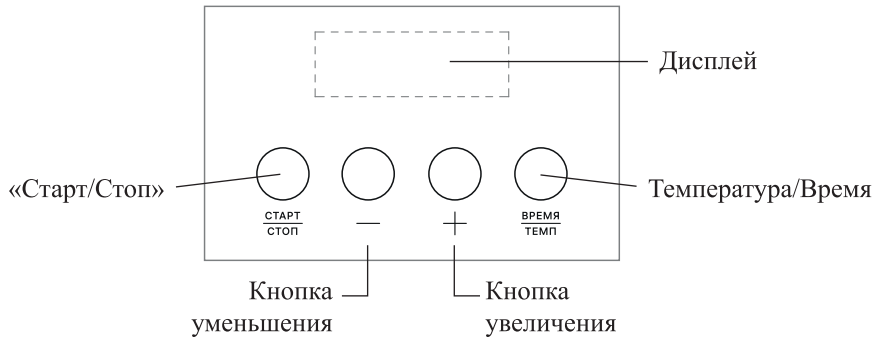 Дисплей
«Старт/Стоп»
Температура/Время
СТАРТ
СТОП
—
+
ВРЕМЯ
ТЕМП
Кнопка
уменьшения
Кнопка
увеличения